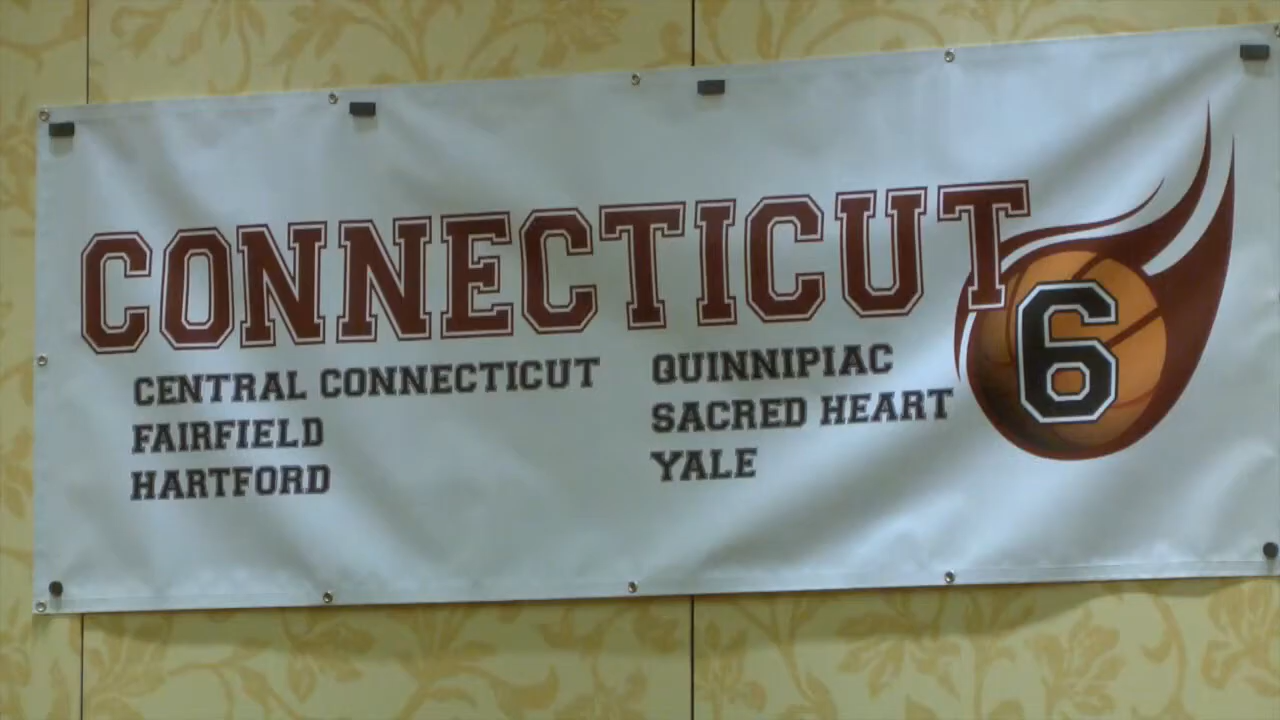 CONNECTICUT 6
CENTRAL CONNECTICUT
FAIRFIELD
HARTFORD
QUINNIPIAC
SACRED HEART
YALE